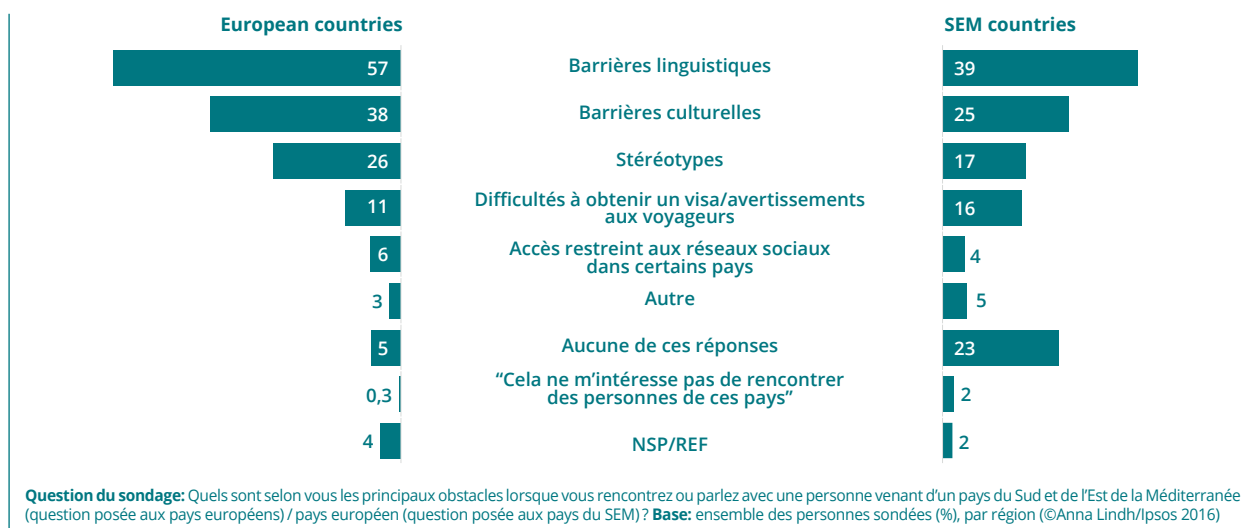 European countries
SEM countries
57
Barrières linguistiques
39
38
Barrières culturelles
25
26
Stéréotypes
17
11
Difficultés à obtenir un visa/avertissements
aux voyageurs
16
6
Accès restreint aux réseaux sociaux
dans certains pays
4
3
Autre
5
5
Aucune de ces réponses
23
0,3
“Cela ne m’intéresse pas de rencontrer
des personnes de ces pays”
2
4
NSP/REF
2
Question du sondage: Quels sont selon vous les principaux obstacles lorsque vous rencontrez ou parlez avec une personne venant d’un pays du Sud et de l’Est de la Méditerranée
(question posée aux pays européens) / pays européen (question posée aux pays du SEM) ? Base: ensemble des personnes sondées (%), par région (©Anna Lindh/Ipsos 2016)